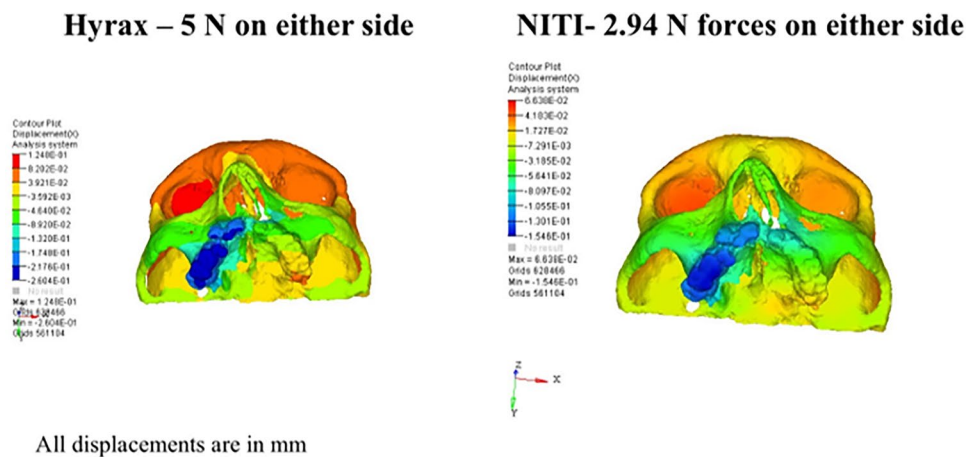 Hyrax – 5 N on either side
NITI- 2.94 N forces on either side
Contour Plot
Displacement(X)
Analysis system
1.248E-01
8.202E-02
3.921E-02
-3.592E-03
-4.640E-02
-8.920E-02
-1.320E-01
-1.748E-01
-2.176E-01
-2.604E-01
No result
Max = 1.248E-01
Grids 628466
Min = -2.604E-01
Grids 561104
Contour Plot
Displacement(X)
Analysis system
6.638E-02
4.183E-02
1.727E-02
-7.291E-03
-3.185E-02
-5.641E-02
-8.097E-02
-1.055E-01
-1.301E-01
-1.546E-01
No result
Max = 6.638E-02
Grids 628466
Min = -1.546E-01
Grids 561104
Z
X
Y
All displacements are in mm